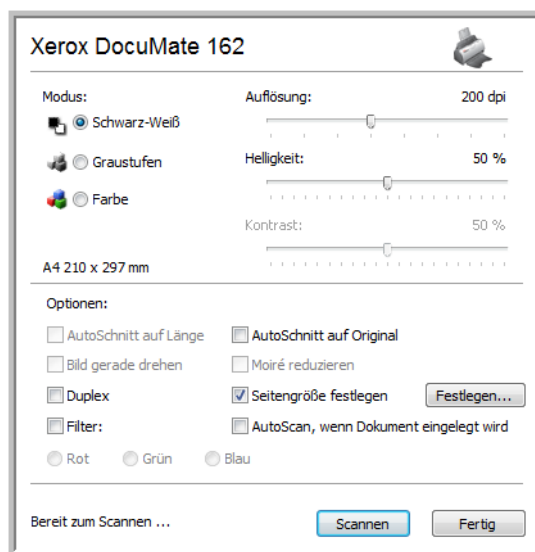 Xerox DocuMate 162
Modus: Auflösung: 200 dpi
Schwarz-Weiß
Graustufen Helligkeit: 50 %
Farbe
Kontrast: 50 %
A4 210 x 297 mm
Optionen:
AutoSchnitt auf Länge AutoSchnitt auf Original
Bild gerade drehen Moiré reduzieren
Duplex Seitengröße festlegen Festlegen...
Filter: AutoScan, wenn Dokument eingelegt wird
Rot Grün Blau
Bereit zum Scannen ... Scannen Fertig